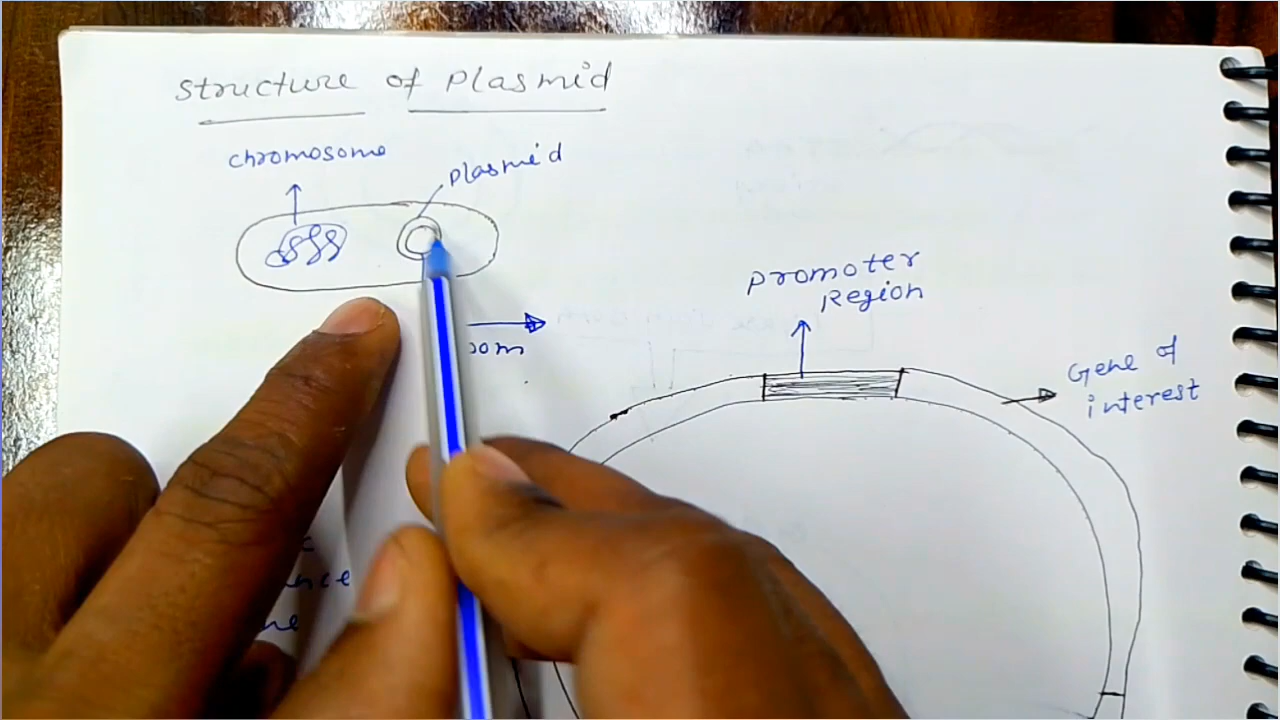 Structure of Plasmid
chromosome
Plasmid
Promoter
Region
Gene of
interest